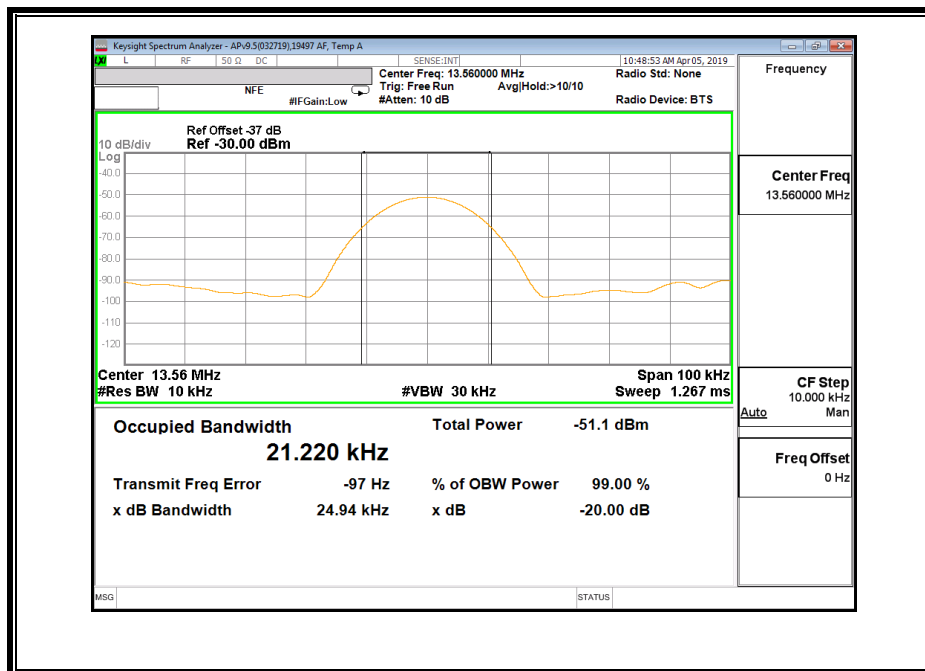 Keysight Spectrum Analyzer - APv9.5(032719),19497 AF, Temp A
LXI L RF 50 Ω DC SENSE:INT 10:48:53 AM Apr 05, 2019
Center Freq: 13.560000 MHz Radio Std: None
NFE Trig: Free Run Avg|Hold:>10/10
#IFGain:Low #Atten: 10 dB Radio Device: BTS
Ref Offset -37 dB
10 dB/div Ref -30.00 dBm
Log
-40.0
-50.0
-60.0
-70.0
-80.0
-90.0
-100
-110
-120
Center 13.56 MHz Span 100 kHz
#Res BW 10 kHz #VBW 30 kHz Sweep 1.267 ms
Occupied Bandwidth Total Power -51.1 dBm
21.220 kHz
Transmit Freq Error -97 Hz % of OBW Power 99.00 %
x dB Bandwidth 24.94 kHz x dB -20.00 dB
MSG STATUS
Frequency
Center Freq
13.560000 MHz
CF Step
10.000 kHz
Auto Man
Freq Offset
0 Hz